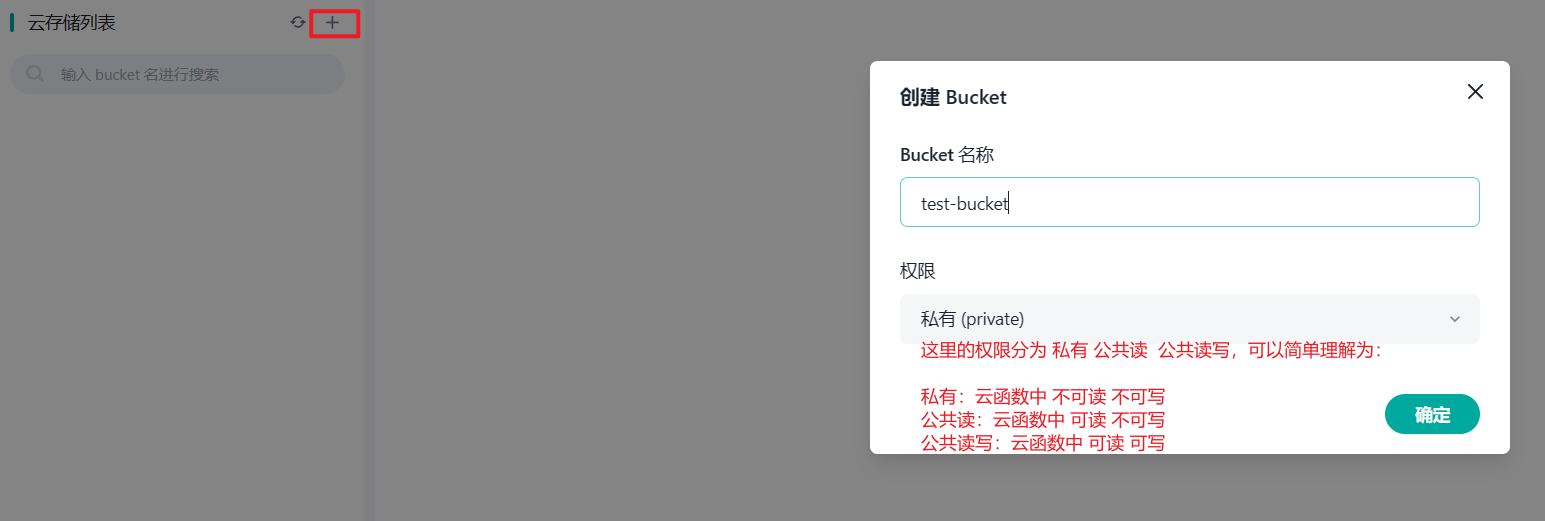 云存储列表
输入 bucket 名进行搜索
创建 Bucket
Bucket 名称
test-bucket
权限
私有 (private)
这里的权限分为 私有 公共读  公共读写，可以简单理解为：
私有：云函数中 不可读 不可写
公共读：云函数中 可读 不可写
公共读写：云函数中 可读 可写
确定